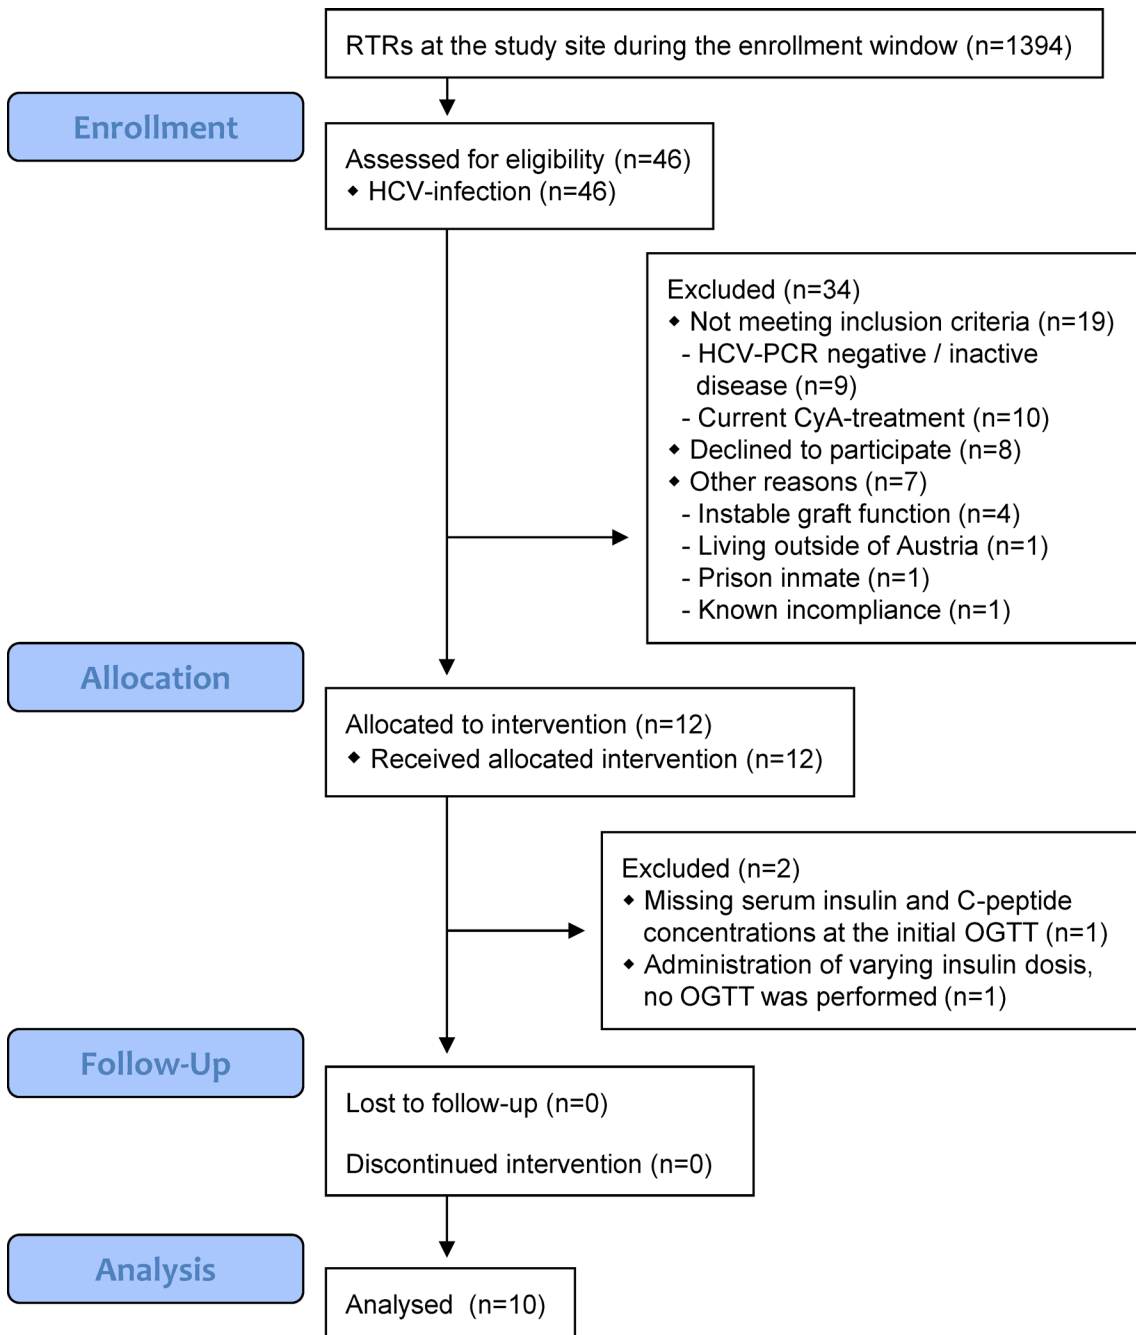 RTRs at the study site during the enrollment window (n=1394)
Enrollment
Assessed for eligibility (n=46)
◆ HCV-infection (n=46)
Excluded (n=34)
◆ Not meeting inclusion criteria (n=19)
- HCV-PCR negative / inactive
disease (n=9)
- Current CyA-treatment (n=10)
◆ Declined to participate (n=8)
◆ Other reasons (n=7)
- Instable graft function (n=4)
- Living outside of Austria (n=1)
- Prison inmate (n=1)
- Known incompliance (n=1)
Allocation
Allocated to intervention (n=12)
◆ Received allocated intervention (n=12)
Excluded (n=2)
◆ Missing serum insulin and C-peptide
concentrations at the initial OGTT (n=1)
◆ Administration of varying insulin dosis,
no OGTT was performed (n=1)
Follow-Up
Lost to follow-up (n=0)
Discontinued intervention (n=0)
Analysis
Analysed (n=10)